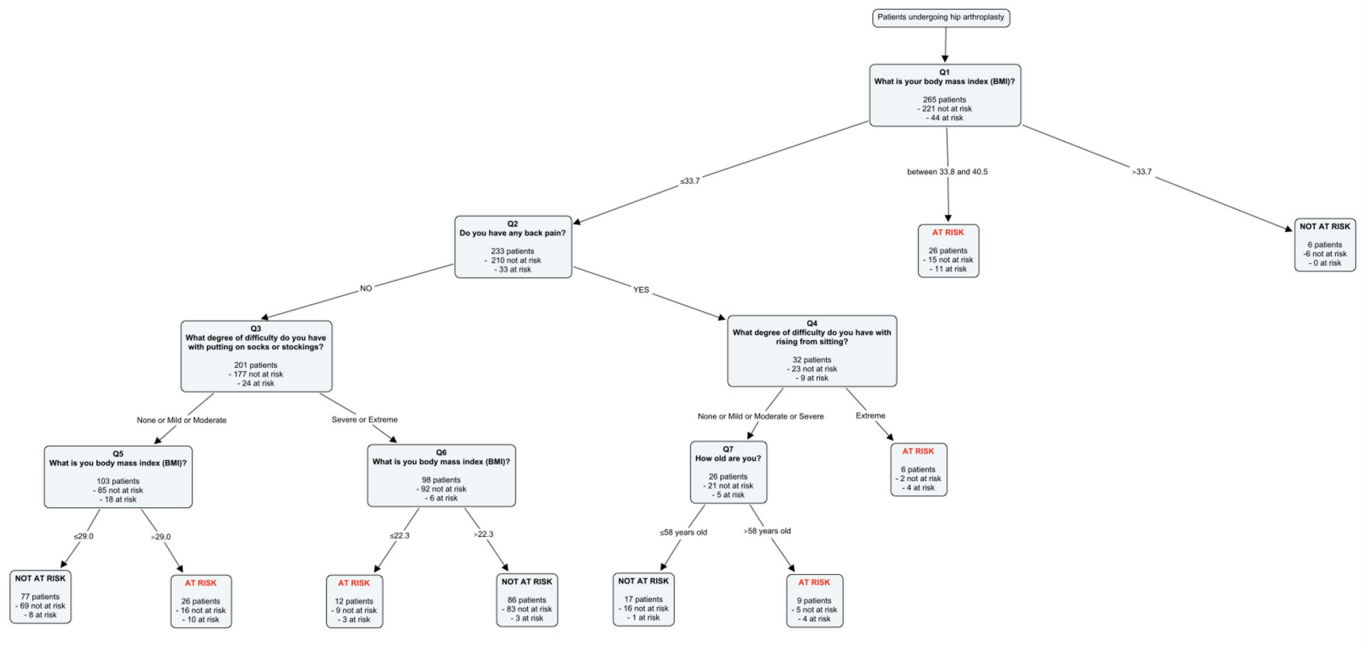 Patients undergoing hip arthroplasty
Q1
What is your body mass index (BMI)?
265 patients
- 221 not at risk
- 44 at risk
≤33.7
between 33.8 and 40.5
>33.7
Q2
Do you have any back pain?
233 patients
- 210 not at risk
- 33 at risk
AT RISK
26 patients
- 15 not at risk
- 11 at risk
NOT AT RISK
6 patients
-6 not at risk
- 0 at risk
NO
YES
Q3
What degree of difficulty do you have
with putting on socks or stockings?
201 patients
- 177 not at risk
- 24 at risk
Q4
What degree of difficulty do you have with
rising from sitting?
32 patients
- 23 not at risk
- 9 at risk
None or Mild or Moderate
Severe or Extreme
None or Mild or Moderate or Severe
Extreme
Q5
What is you body mass index (BMI)?
103 patients
- 85 not at risk
- 18 at risk
Q6
What is you body mass index (BMI)?
98 patients
- 92 not at risk
- 6 at risk
Q7
How old are you?
26 patients
- 21 not at risk
- 5 at risk
AT RISK
6 patients
- 2 not at risk
- 4 at risk
≤29.0
>29.0
≤22.3
>22.3
≤58 years old
>58 years old
NOT AT RISK
77 patients
- 69 not at risk
- 8 at risk
AT RISK
26 patients
- 16 not at risk
- 10 at risk
AT RISK
12 patients
- 9 not at risk
- 3 at risk
NOT AT RISK
86 patients
- 83 not at risk
- 3 at risk
NOT AT RISK
17 patients
- 16 not at risk
- 1 at risk
AT RISK
9 patients
- 5 not at risk
- 4 at risk